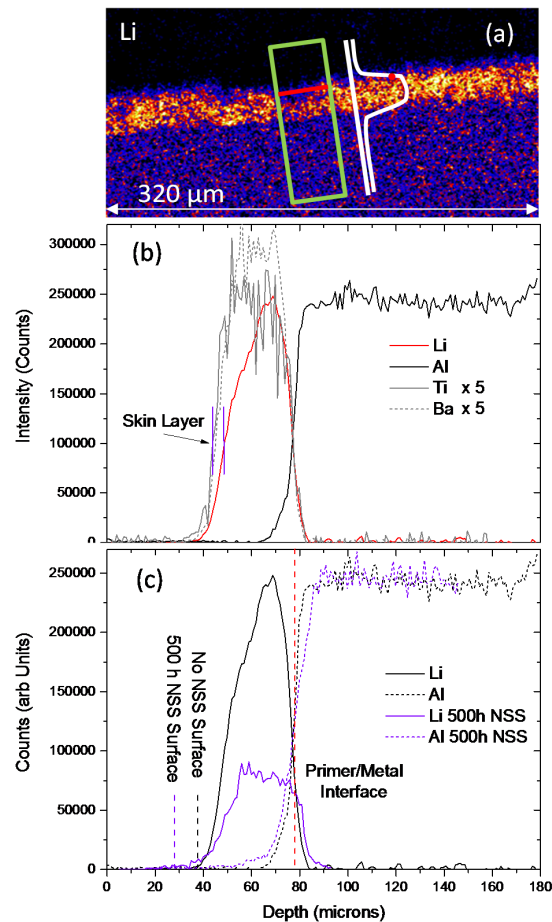 Li
(a)
320 μm
(b)
300000
250000
200000
150000
100000
50000
0
Intensity (Counts)
Skin Layer
Li
Al
Ti x 5
Ba x 5
(c)
250000
200000
150000
100000
50000
0
Counts (arb Units)
500 h NSS Surface
No NSS Surface
Li
Al
Li 500h NSS
Al 500h NSS
Primer/Metal
Interface
0 20 40 60 80 100 120 140 160 180
Depth (microns)